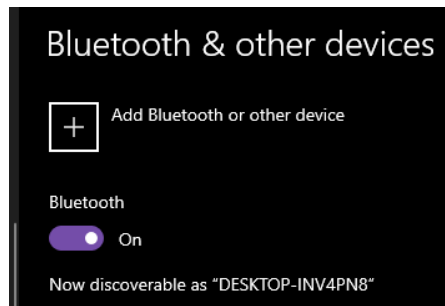 Bluetooth & other devices
Add Bluetooth or other device
Bluetooth
On
Now discoverable as “DESKTOP-INV4PN8”